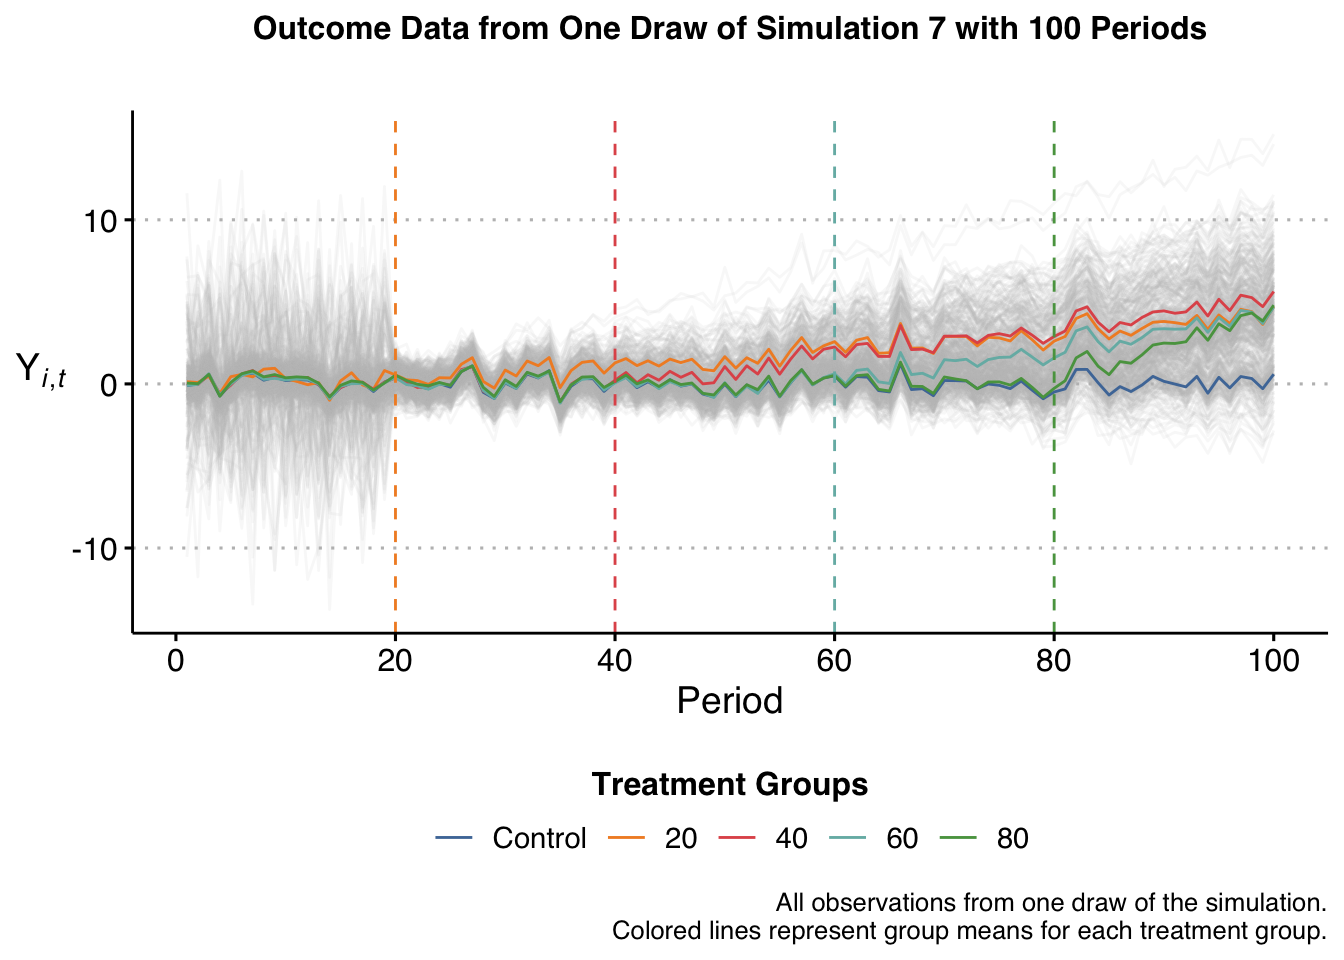 Outcome Data from One Draw of Simulation 7 with 100 Periods
Y i,t
10
0
-10
0 20 40 60 80 100
Period
Treatment Groups
Control 20 40 60 80
All observations from one draw of the simulation.
Colored lines represent group means for each treatment group.